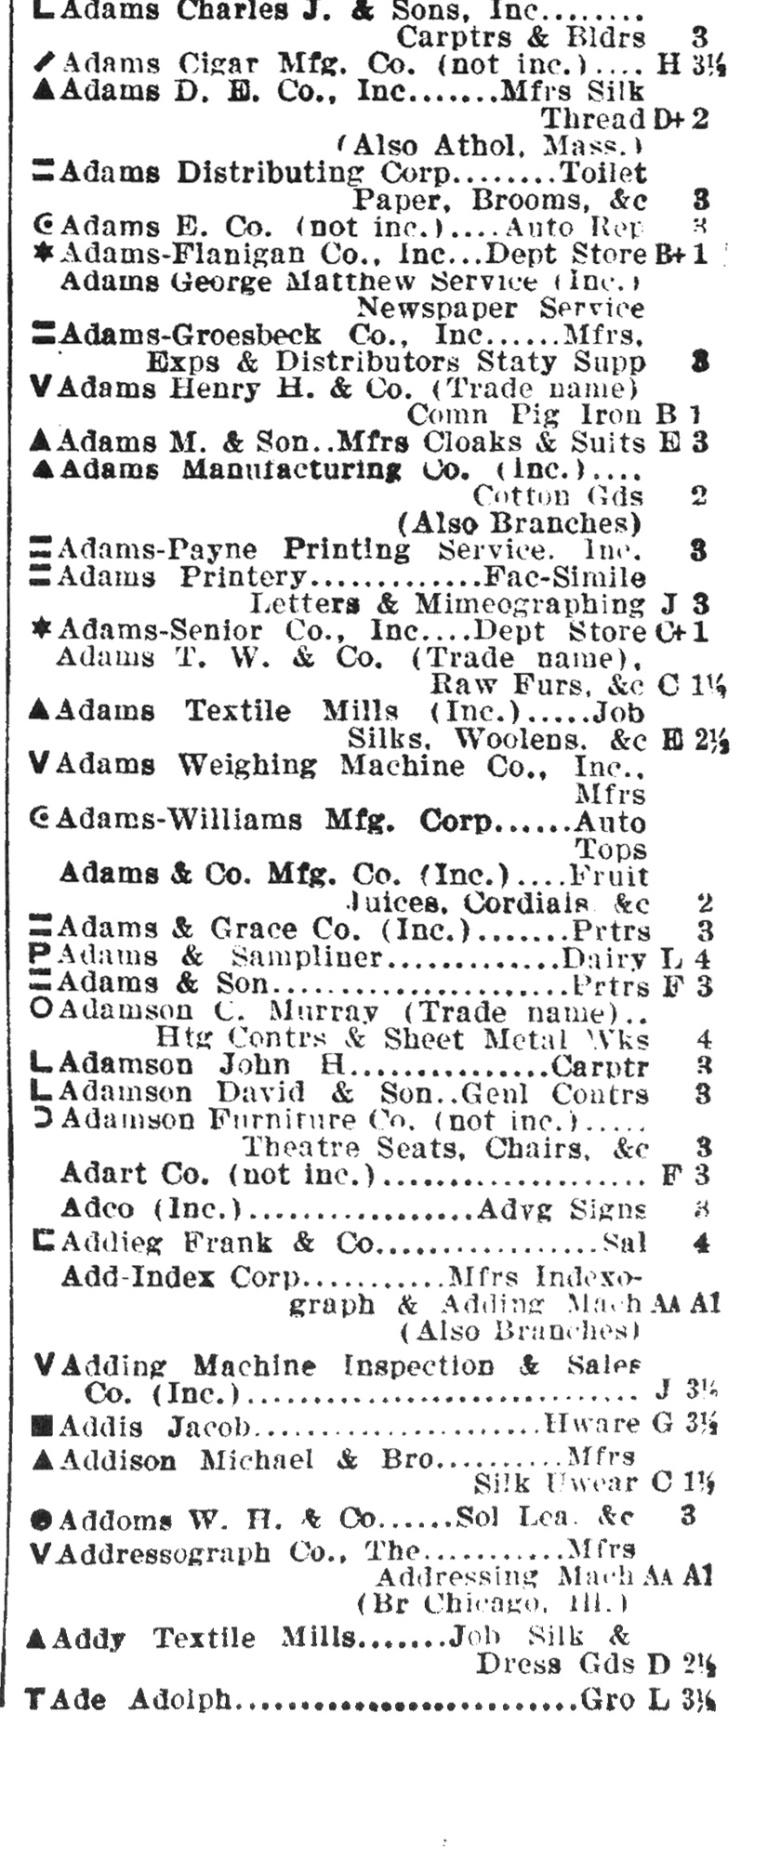 L Adams Charles J. & Sons, Inc........
Carptrs & Bldrs 3
Adams Cigar Mfg. Co. (not inc.).... H 3½
▲Adams D. E. Co., Inc.......Mfrs Silk
Thread D+ 2
(Also Athol, Mass.)
=Adams Distributing Corp........Toilet
Paper, Brooms, &c 3
Adams E. Co. (not inc.)....Auto Rep 3
✶Adams-Flanigan Co., Inc...Dept Store B+ 1
Adams George Matthew Service (Inc.)
Newspaper Service
=Adams-Groesbeck Co., Inc......Mfrs,
Exps & Distributors Staty Supp 3
V Adams Henry H. & Co. (Trade name)
Comn Pig Iron B 1
▲Adams M. & Son..Mfrs Cloaks & Suits E 3
▲Adams Manufacturing Co. (Inc.)....
Cotton Gds 2
(Also Branches)
=Adams-Payne Printing Service, Inc. 3
=Adams Printery.............Fac-Simile
Letters & Mimeographing J 3
✶Adams-Senior Co., Inc....Dept Store C+ 1
Adams T. W. & Co. (Trade name),
Raw Furs, &c C 1½
▲Adams Textile Mills (Inc.).....Job
Silks, Woolens, &c E 2½
V Adams Weighing Machine Co., Inc.,
Mfrs
Adams-Williams Mfg. Corp......Auto
Tops
Adams & Co. Mfg. Co. (Inc.)....Fruit
Juices, Cordials &c 2
=Adams & Grace Co. (Inc.).......Prtrs 3
P Adams & Sampliner.............Dairy L 4
=Adams & Son......................Prtrs F 3
O Adamson C. Murray (Trade name)..
Htg Contrs & Sheet Metal Wks 4
L Adamson John H...............Carptr 3
L Adamson David & Son..Genl Contrs 3
Adamson Furniture Co. (not inc.).....
Theatre Seats, Chairs, &c 3
Adart Co. (not inc.).................... F 3
Adco (Inc.).................Advg Signs 3
Addieg Frank & Co.................Sal 4
Add-Index Corp...........Mfrs Indexo-
graph & Adding Mach AA A1
(Also Branches)
V Adding Machine Inspection & Sales
Co. (Inc.).............................. J 3½
■Addis Jacob......................Hware G 3½
▲Addison Michael & Bro..........Mfrs
Silk Uwear C 1½
●Addoms W. H. & Co......Sol Lea. &c 3
V Addressograph Co., The...........Mfrs
Addressing Mach AA A1
(Br Chicago, Ill.)
▲Addy Textile Mills.......Job Silk &
Dress Gds D 2½
T Ade Adolph...........................Gro L 3½